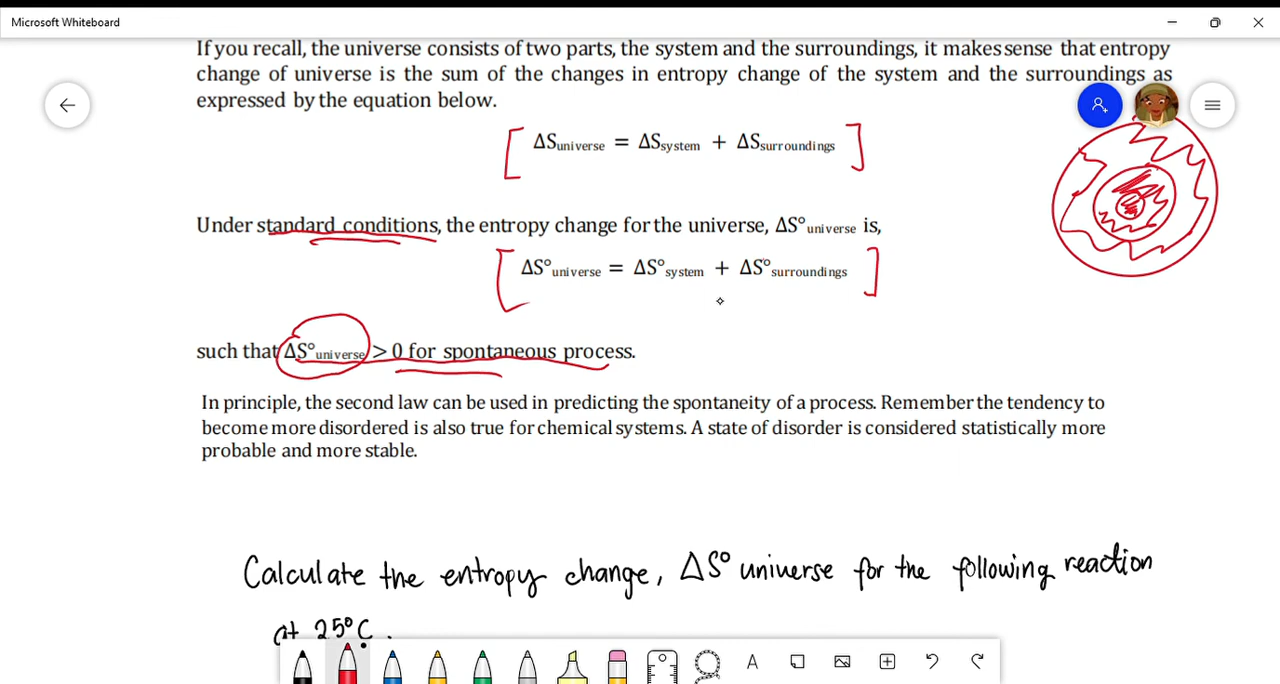 Microsoft Whiteboard
If you recall, the universe consists of two parts, the system and the surroundings, it makes sense that entropy
change of universe is the sum of the changes in entropy change of the system and the surroundings as
expressed by the equation below.
ΔSuniverse = ΔSsystem + ΔSsurroundings
Under standard conditions, the entropy change for the universe, ΔS°universe is,
ΔS°universe = ΔS°system + ΔS°surroundings
such that ΔS°universe > 0 for spontaneous process.
In principle, the second law can be used in predicting the spontaneity of a process. Remember the tendency to
become more disordered is also true for chemical systems. A state of disorder is considered statistically more
probable and more stable.
Calculate the entropy change, ΔS° universe for the following reaction
at 25°C.
A